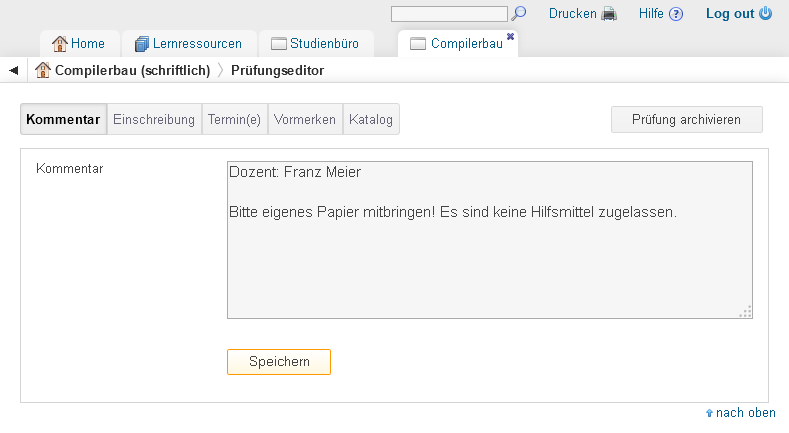 Drucken Hilfe Log out
Home Lernressourcen Studienbüro Compilerbau
Compilerbau (schriftlich) Prüfungseditor
Kommentar Einschreibung Termin(e) Vormerken Katalog Prüfung archivieren
Kommentar
Dozent: Franz Meier
Bitte eigenes Papier mitbringen! Es sind keine Hilfsmittel zugelassen.
Speichern
nach oben